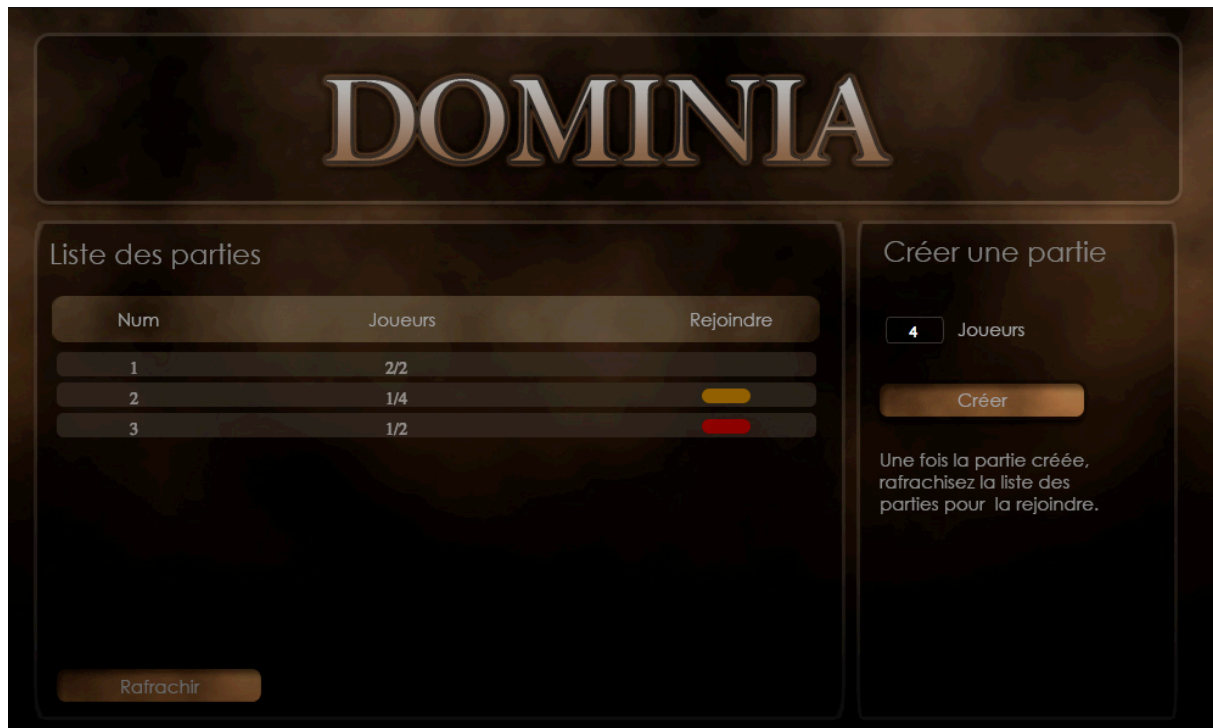 DOMINIA
Liste des parties
Num Joueurs Rejoindre
1 2/2
2 1/4
3 1/2
Rafrachir
Créer une partie
4 Joueurs
Créer
Une fois la partie créée,
rafrachisez la liste des
parties pour la rejoindre.